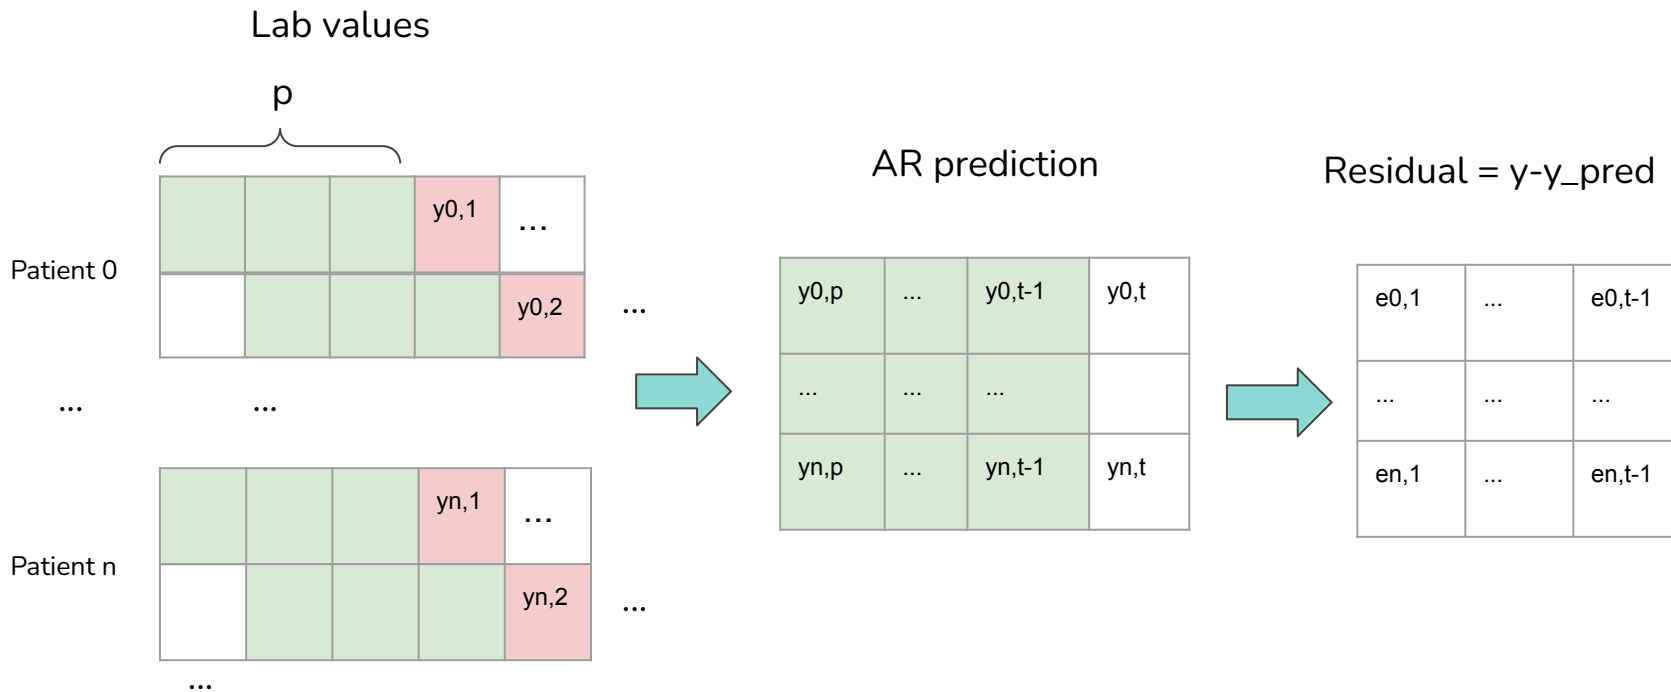 Lab values
p
Patient 0
y0,1
...
y0,2
...
...
...
Patient n
yn,1
...
yn,2
...
...
AR prediction
y0,p ... y0,t-1 y0,t
... ... ...
yn,p ... yn,t-1 yn,t
Residual = y-y_pred
e0,1 ... e0,t-1
... ... ...
en,1 ... en,t-1